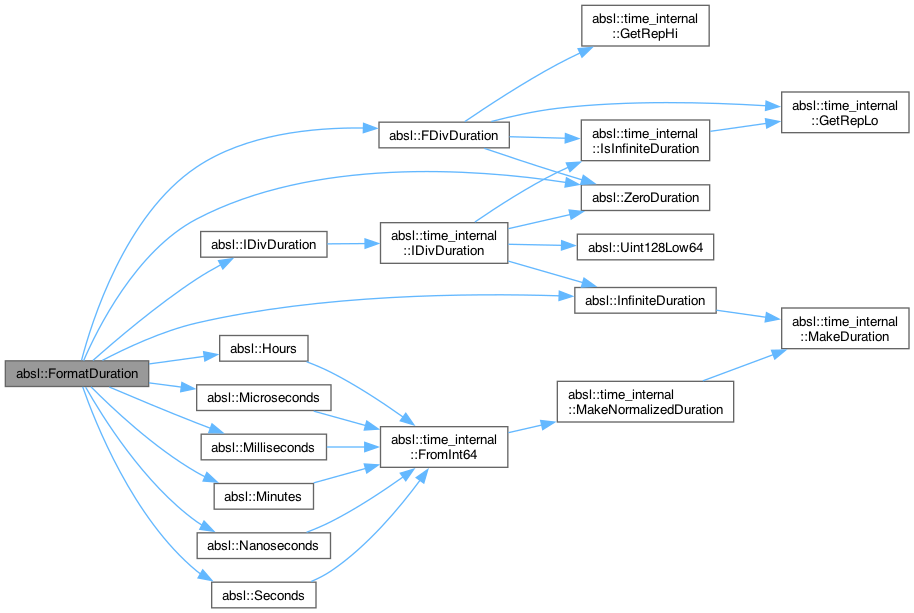 absl::time_internal
::GetRepHi
absl::time_internal
::GetRepLo
absl::FDivDuration
absl::time_internal
::IsInfiniteDuration
absl::ZeroDuration
absl::IDivDuration
absl::time_internal
::IDivDuration
absl::Uint128Low64
absl::InfiniteDuration
absl::time_internal
::MakeDuration
absl::Hours
absl::FormatDuration
absl::Microseconds
absl::time_internal
::MakeNormalizedDuration
absl::Milliseconds
absl::time_internal
::FromInt64
absl::Minutes
absl::Nanoseconds
absl::Seconds